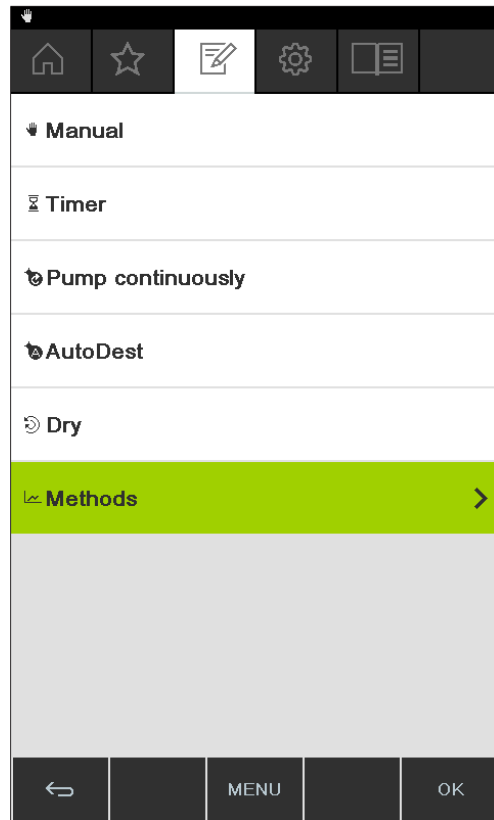 Manual
Timer
Pump continuously
AutoDest
Dry
Methods
MENU
OK